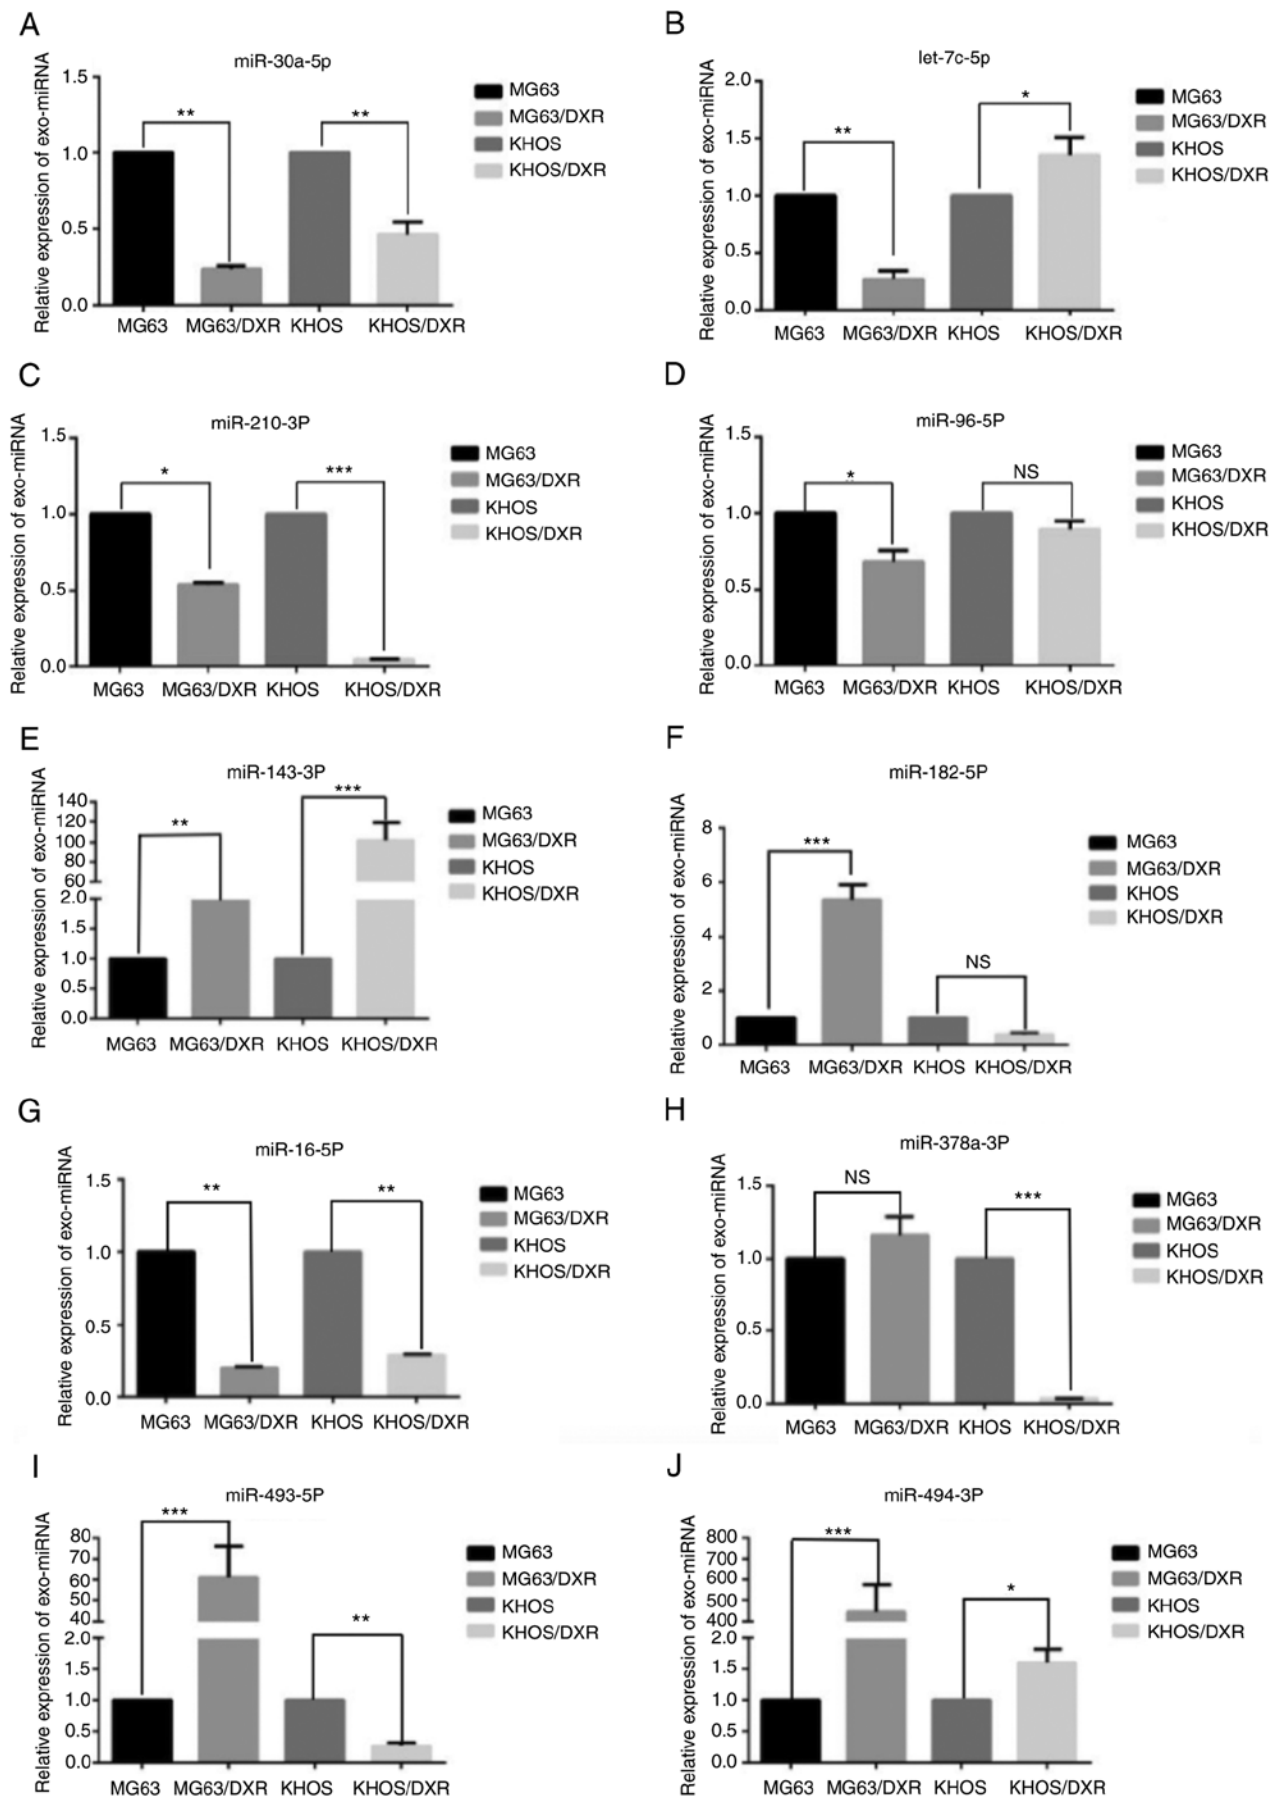 A
miR-30a-5p
Relative expression of exo-miRNA
1.5
1.0
0.5
0.0
**
**
MG63
MG63/DXR
KHOS
KHOS/DXR
MG63 MG63/DXR KHOS KHOS/DXR
B
let-7c-5p
Relative expression of exo-miRNA
2.0
1.5
1.0
0.5
0.0
**
*
MG63
MG63/DXR
KHOS
KHOS/DXR
MG63 MG63/DXR KHOS KHOS/DXR
C
miR-210-3P
Relative expression of exo-miRNA
1.5
1.0
0.5
0.0
*
***
MG63
MG63/DXR
KHOS
KHOS/DXR
MG63 MG63/DXR KHOS KHOS/DXR
D
miR-96-5P
Relative expression of exo-miRNA
1.5
1.0
0.5
0.0
*
NS
MG63
MG63/DXR
KHOS
KHOS/DXR
MG63 MG63/DXR KHOS KHOS/DXR
E
miR-143-3P
Relative expression of exo-miRNA
140
120
100
80
60
2.0
1.5
1.0
0.5
0.0
**
***
MG63
MG63/DXR
KHOS
KHOS/DXR
MG63 MG63/DXR KHOS KHOS/DXR
F
miR-182-5P
Relative expression of exo-miRNA
8
6
4
2
0
***
NS
MG63
MG63/DXR
KHOS
KHOS/DXR
MG63 MG63/DXR KHOS KHOS/DXR
G
miR-16-5P
Relative expression of exo-miRNA
1.5
1.0
0.5
0.0
**
**
MG63
MG63/DXR
KHOS
KHOS/DXR
MG63 MG63/DXR KHOS KHOS/DXR
H
miR-378a-3P
Relative expression of exo-miRNA
1.5
1.0
0.5
0.0
NS
***
MG63
MG63/DXR
KHOS
KHOS/DXR
MG63 MG63/DXR KHOS KHOS/DXR
I
miR-493-5P
Relative expression of exo-miRNA
80
70
60
50
40
2.0
1.5
1.0
0.5
0.0
***
**
MG63
MG63/DXR
KHOS
KHOS/DXR
MG63 MG63/DXR KHOS KHOS/DXR
J
miR-494-3P
Relative expression of exo-miRNA
800
700
600
500
400
2.0
1.5
1.0
0.5
0.0
***
*
MG63
MG63/DXR
KHOS
KHOS/DXR
MG63 MG63/DXR KHOS KHOS/DXR